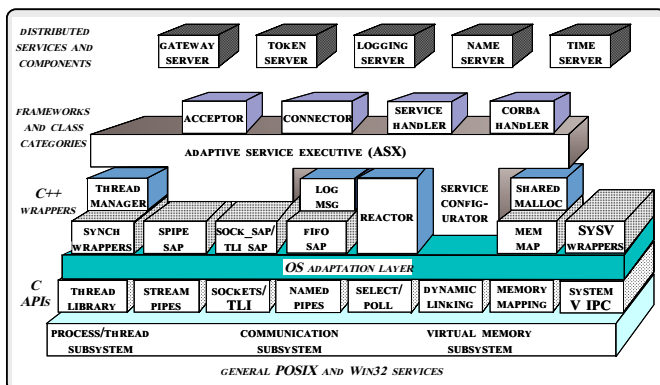 DISTRIBUTED
SERVICES AND
COMPONENTS
GATEWAY
SERVER
TOKEN
SERVER
LOGGING
SERVER
NAME
SERVER
TIME
SERVER
FRAMEWORKS
AND CLASS
CATEGORIES
ACCEPTOR
CONNECTOR
SERVICE
HANDLER
CORBA
HANDLER
ADAPTIVE SERVICE EXECUTIVE (ASX)
C++
WRAPPERS
THREAD
MANAGER
LOG
MSG
REACTOR
SERVICE
CONFIG-
URATOR
SHARED
MALLOC
SYNCH
WRAPPERS
SPIPE
SAP
SOCK_SAP/
TLI SAP
FIFO
SAP
MEM
MAP
SYSV
WRAPPERS
OS ADAPTATION LAYER
C
APIS
THREAD
LIBRARY
STREAM
PIPES
SOCKETS/
TLI
NAMED
PIPES
SELECT/
POLL
DYNAMIC
LINKING
MEMORY
MAPPING
SYSTEM
V IPC
PROCESS/THREAD
SUBSYSTEM
COMMUNICATION
SUBSYSTEM
VIRTUAL MEMORY
SUBSYSTEM
GENERAL POSIX AND WIN32 SERVICES